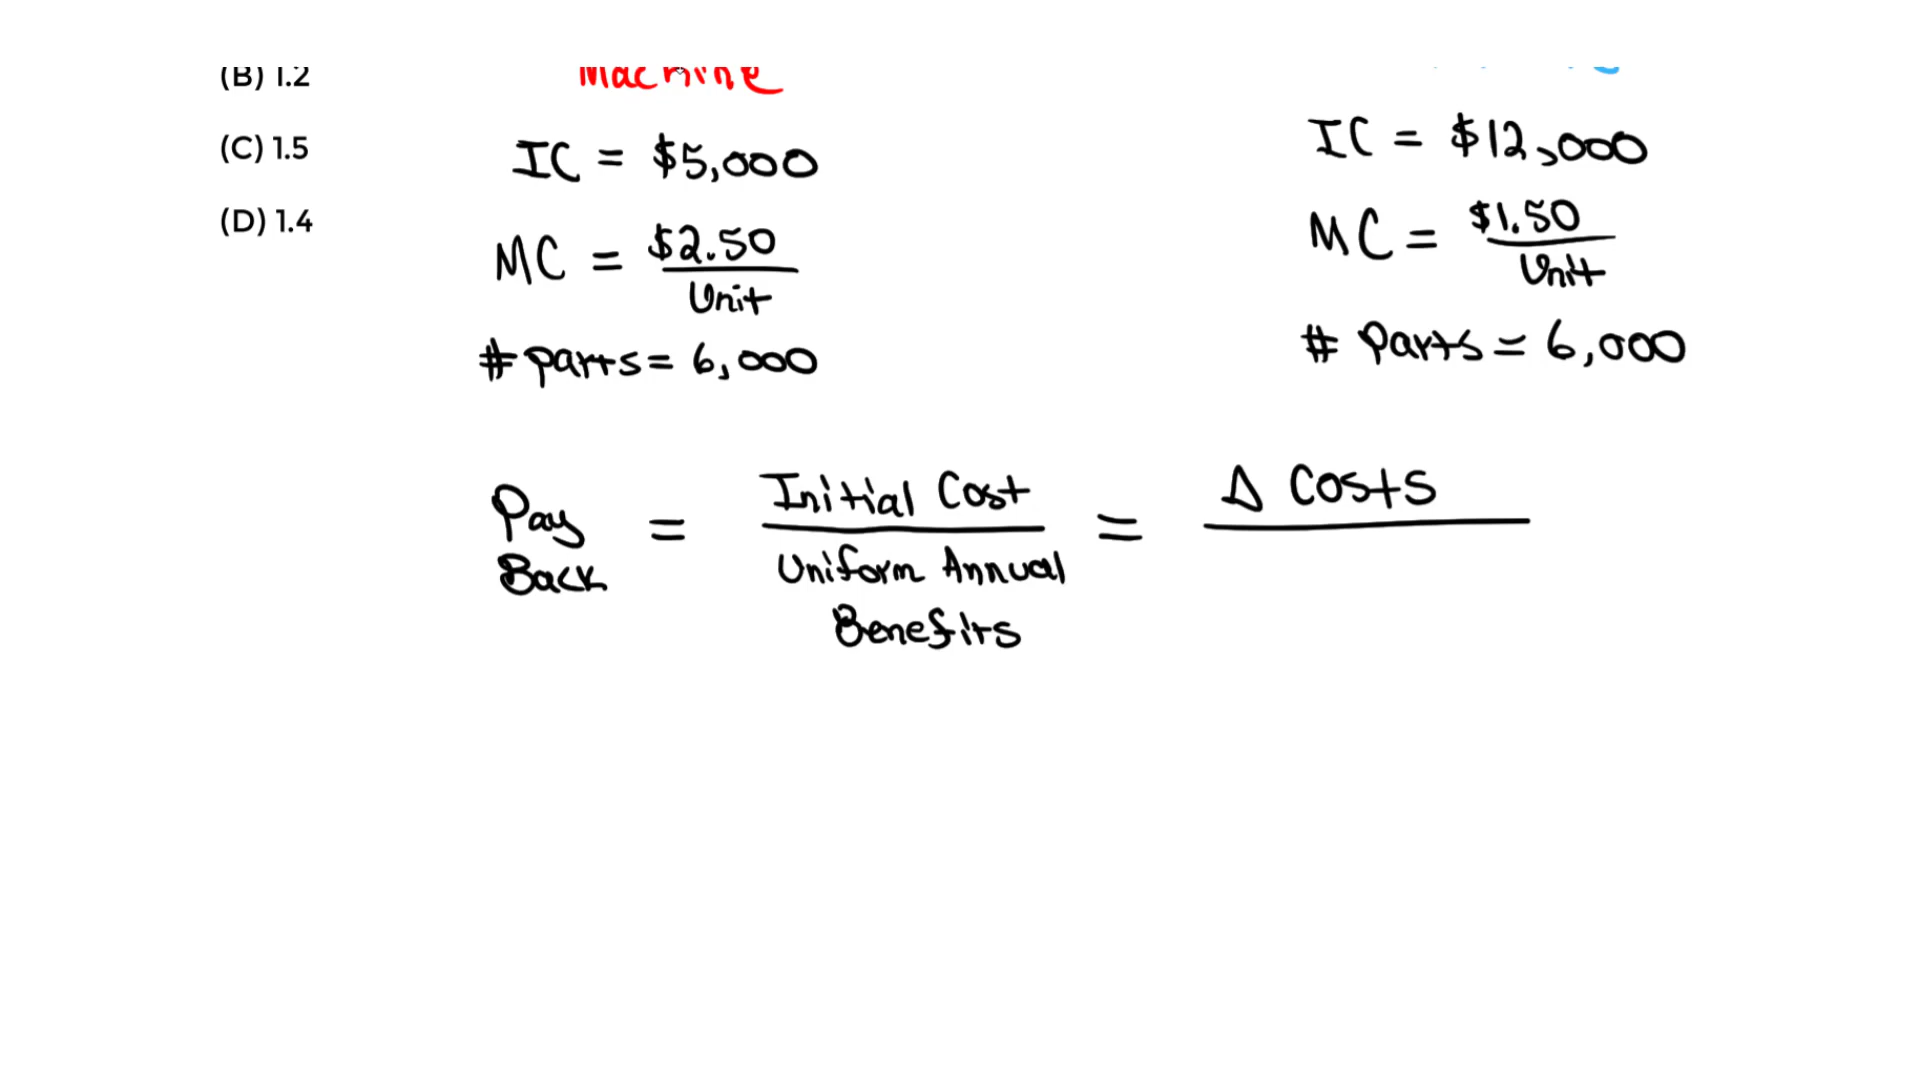 (B) 1.2
Machine
(C) 1.5
IC = $5,000
IC = $12,000
(D) 1.4
MC = $2.50
Unit
MC = $1.50
Unit
# parts = 6,000
# Parts = 6,000
Pay Back = Initial Cost
Uniform Annual
Benefits
= Δ Costs